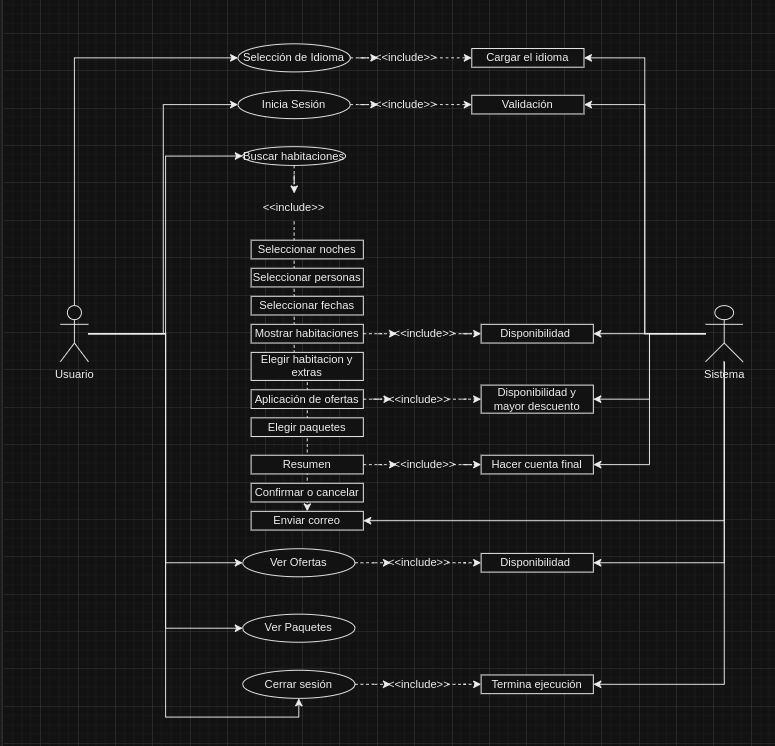 Selección de Idioma
<<include>>
Cargar el idioma
Inicia Sesión
<<include>>
Validación
Buscar habitaciones
<<include>>
Seleccionar noches
Seleccionar personas
Seleccionar fechas
Mostrar habitaciones
<<include>>
Disponibilidad
Elegir habitacion y
extras
Usuario
Sistema
Aplicación de ofertas
<<include>>
Disponibilidad y
mayor descuento
Elegir paquetes
Resumen
<<include>>
Hacer cuenta final
Confirmar o cancelar
Enviar correo
Ver Ofertas
<<include>>
Disponibilidad
Ver Paquetes
Cerrar sesión
<<include>>
Termina ejecución